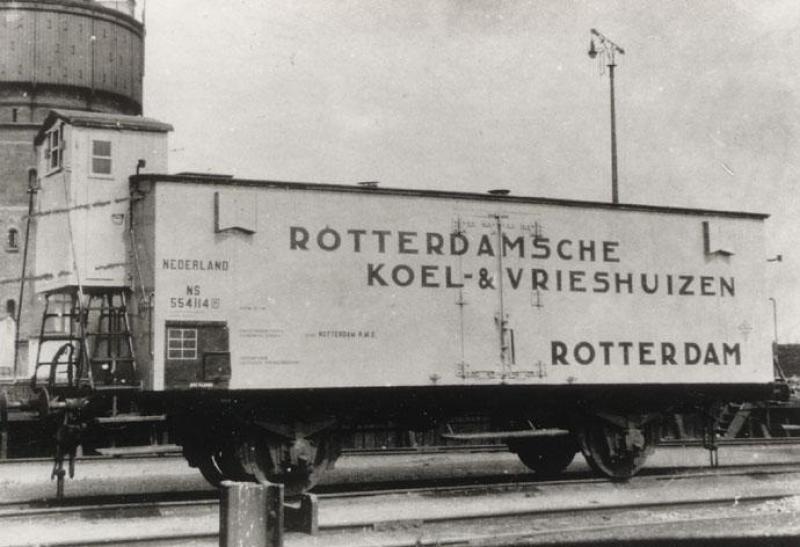 ROTTERDAMSCHE
KOEL-& VRIESHUIZEN
NEDERLAND
NS
554114
ROTTERDAM R.M.O.
ROTTERDAM